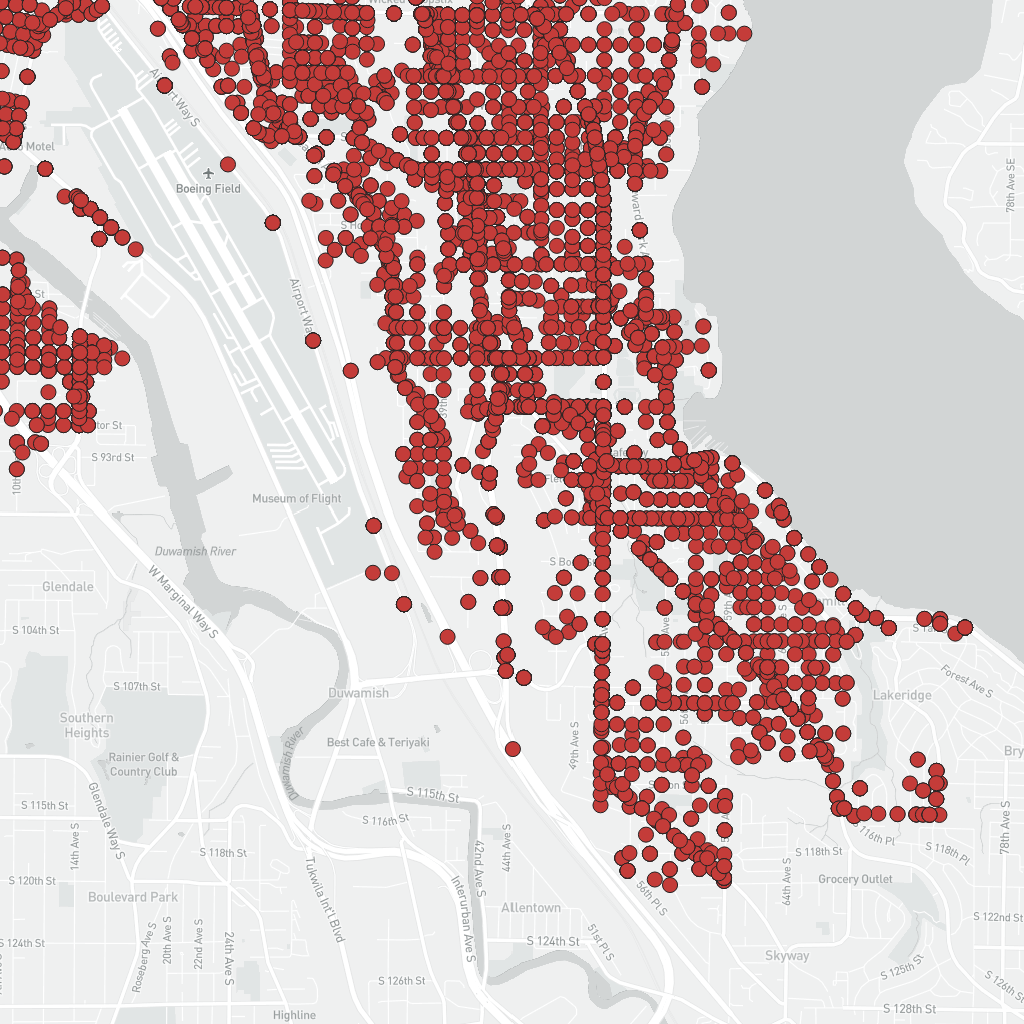 Airport Way S
Boeing Field
78th Ave SE
Airport Wa
S 93rd St
Museum of Flight
Duwamish River
Glendale
W Marginal Way S
S 104th St
S 107th St
Duwamish
Forest Ave S
Lakeridge
Southern
Heights
Duwamish River
49th Ave S
Best Cafe & Teriyaki
Rainier Golf &
Country Club
S 115th St
S 115th St
Glendale Way S
14th Ave S
S 116th St
S 116th Pl
78th Ave S
S 118th St
42nd Ave S
44th Ave S
S 118th St
S 118th Pl
64th Ave S
S 120th St
Grocery Outlet
Boulevard Park
Tukwila Int'l Blvd
Interurban Ave S
56th Pl S
Allentown
S 122nd St
S 124th St
Roseberg Ave S
20th Ave S
22nd Ave S
24th Ave S
S 124th St
51st Pl S
Skyway
S 125th St
S 126th St
S 126th St
S 128th St
Highline